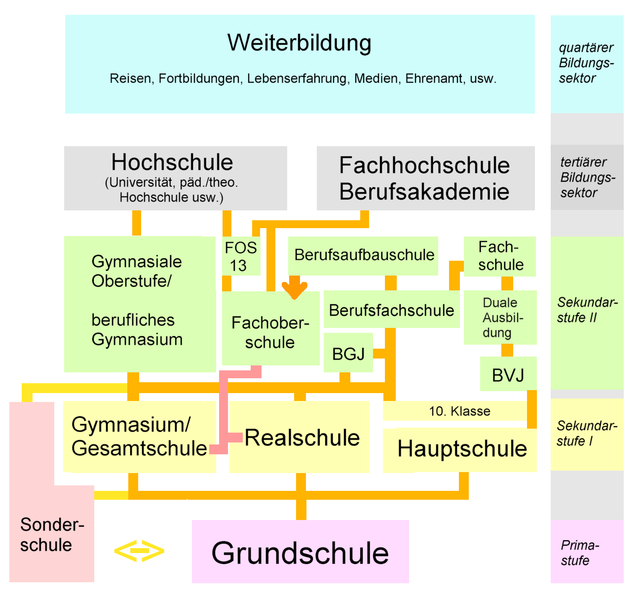 Weiterbildung
Reisen, Fortbildungen, Lebenserfahrung, Medien, Ehrenamt, usw.
quartärer
Bildungs-
sektor
Hochschule
(Universität, päd./theo.
Hochschule usw.)
Fachhochschule
Berufsakademie
tertiärer
Bildungs-
sektor
Gymnasiale
Oberstufe/
berufliches
Gymnasium
FOS
13
Berufsaufbauschule
Fach-
schule
Fachober-
schule
Berufsfachschule
Duale
Ausbil-
dung
BGJ
BVJ
Sekundar-
stufe II
Gymnasium/
Gesamtschule
Realschule
10. Klasse
Hauptschule
Sekundar-
stufe I
Sonder-
schule
<->
Grundschule
Prima-
stufe